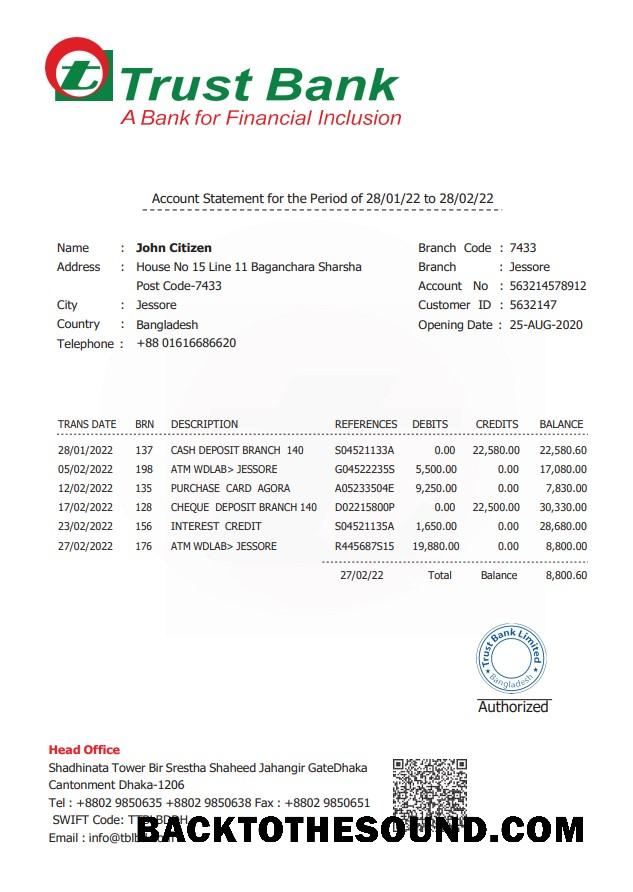 t Trust Bank
A Bank for Financial Inclusion
Account Statement for the Period of 28/01/22 to 28/02/22
Name : John Citizen
Address : House No 15 Line 11 Baganchara Sharsha
Post Code-7433
City : Jessore
Country : Bangladesh
Telephone : +88 01616686620
Branch Code : 7433
Branch : Jessore
Account No : 563214578912
Customer ID : 5632147
Opening Date : 25-AUG-2020
TRANS DATE BRN DESCRIPTION REFERENCES DEBITS CREDITS BALANCE
28/01/2022 137 CASH DEPOSIT BRANCH 140 S04521133A 0.00 22,580.00 22,580.60
05/02/2022 198 ATM WDLAB> JESSORE G04522235S 5,500.00 0.00 17,080.00
12/02/2022 135 PURCHASE CARD AGORA A05233504E 9,250.00 0.00 7,830.00
17/02/2022 128 CHEQUE DEPOSIT BRANCH 140 D02215800P 0.00 22,500.00 30,330.00
23/02/2022 156 INTEREST CREDIT S04521135A 1,650.00 0.00 28,680.00
27/02/2022 176 ATM WDLAB> JESSORE R445687S15 19,880.00 0.00 8,800.00
27/02/22 Total Balance 8,800.60
Trust Bank Limited
Bangladesh
Authorized
Head Office
Shadhinata Tower Bir Srestha Shaheed Jahangir GateDhaka
Cantonment Dhaka-1206
Tel : +8802 9850635 +8802 9850638 Fax : +8802 9850651
SWIFT Code:
Email :
BACKTOTHESOUND.COM